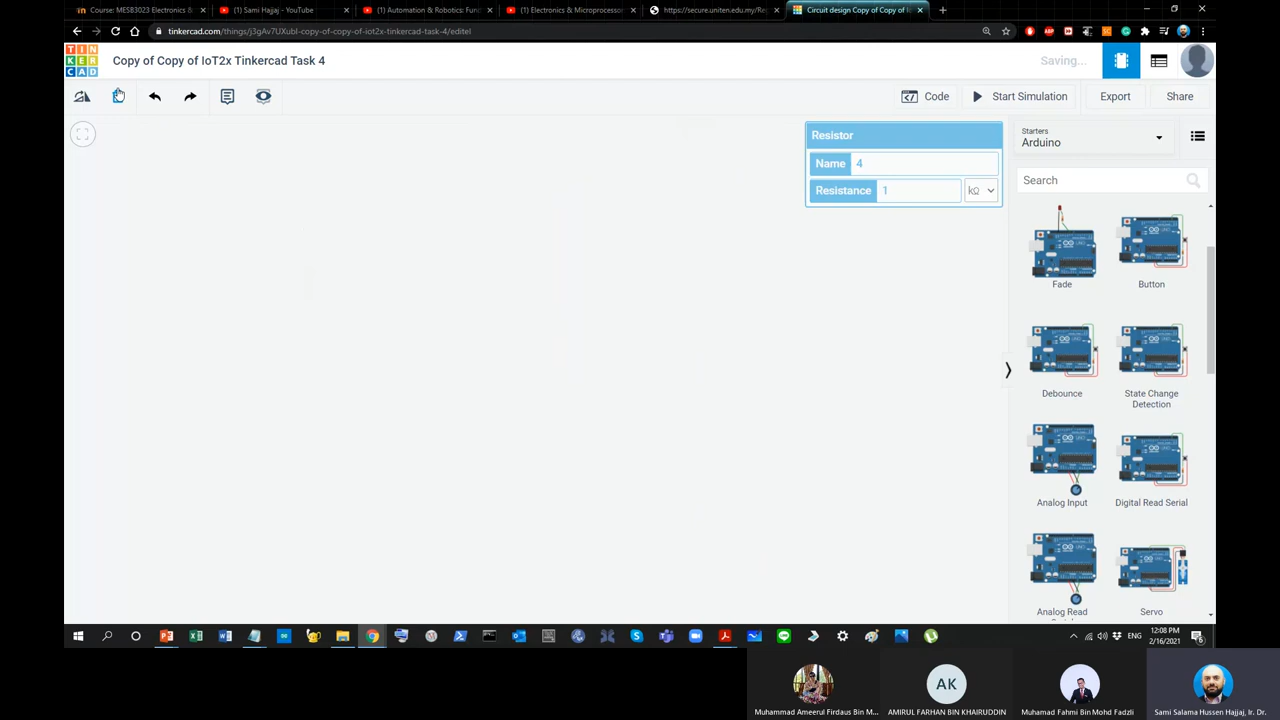 Course: MESB3023 Electronics &
(1) Sami Hajjaj - YouTube
(1) Automation & Robotics: Fun
(1) Electronics & Microprocessor
https://secure.uniten.edu.my/Re
Circuit design Copy of Copy of I
tinkercad.com/things/j3gAv7UXubI-copy-of-copy-of-iot2x-tinkercad-task-4/editel
TIN
KER
CAD
Copy of Copy of IoT2x Tinkercad Task 4
Saving...
Code
Start Simulation
Export
Share
Resistor
Name 4
Resistance 1 kΩ
Starters
Arduino
Search
Fade
Button
Debounce
State Change
Detection
Analog Input
Digital Read Serial
Analog Read
Servo
ENG
12:08 PM
2/16/2021
Muhammad Ameerul Firdaus Bin M...
AK
AMIRUL FARHAN BIN KHAIRUDDIN
Muhamad Fahmi Bin Mohd Fadzli
Sami Salama Hussen Hajjaj, Ir. Dr.